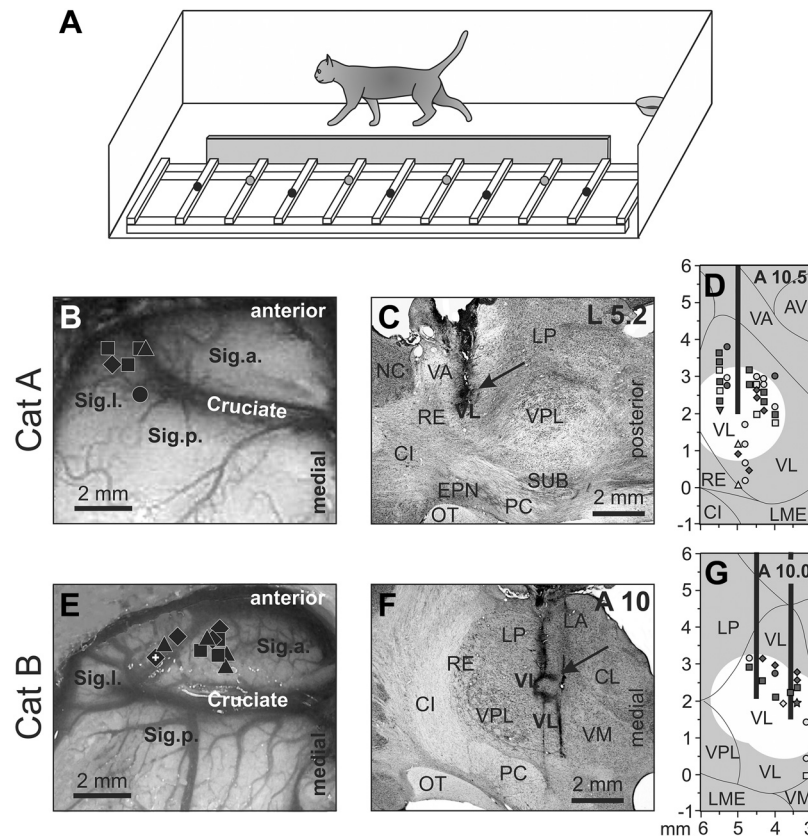 A
Cat A
B
anterior
Sig.a.
Sig.l.
Cruciate
Sig.p.
medial
2 mm
C
L 5.2
NC
VA
LP
RE
VL
VPL
CI
EPN
SUB
PC
OT
posterior
2 mm
D
A 10.5
6
5
4
3
2
1
0
-1
VA
AV
VL
VL
RE
CI
LME
Cat B
E
anterior
Sig.a.
Sig.l.
Cruciate
Sig.p.
medial
2 mm
F
A 10
LP
LA
RE
VL
CL
CI
VPL
VL
VM
PC
OT
medial
2 mm
G
A 10.0
6
5
4
3
2
1
0
-1
LP
VL
VL
VPL
VL
LME
VM
mm 6 5 4 3